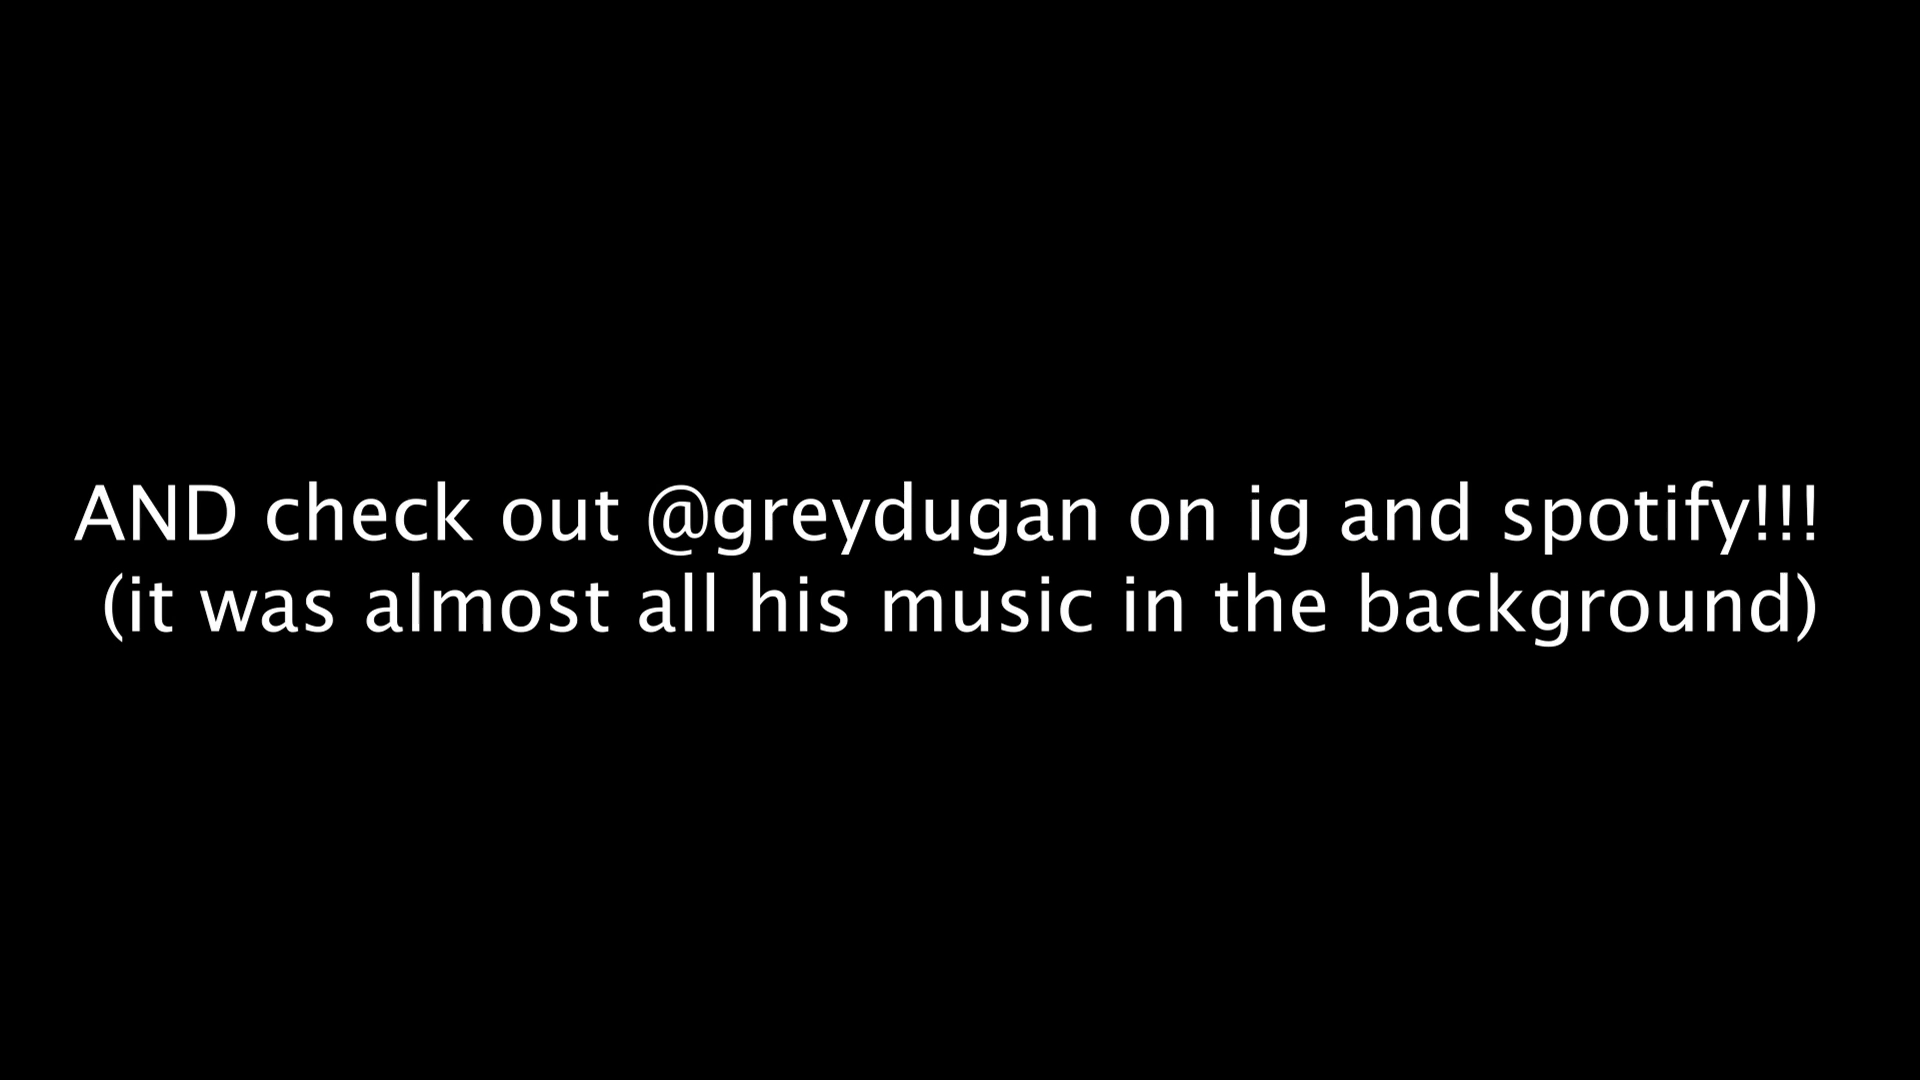 AND check out @greydugan on ig and spotify!!!
(it was almost all his music in the background)